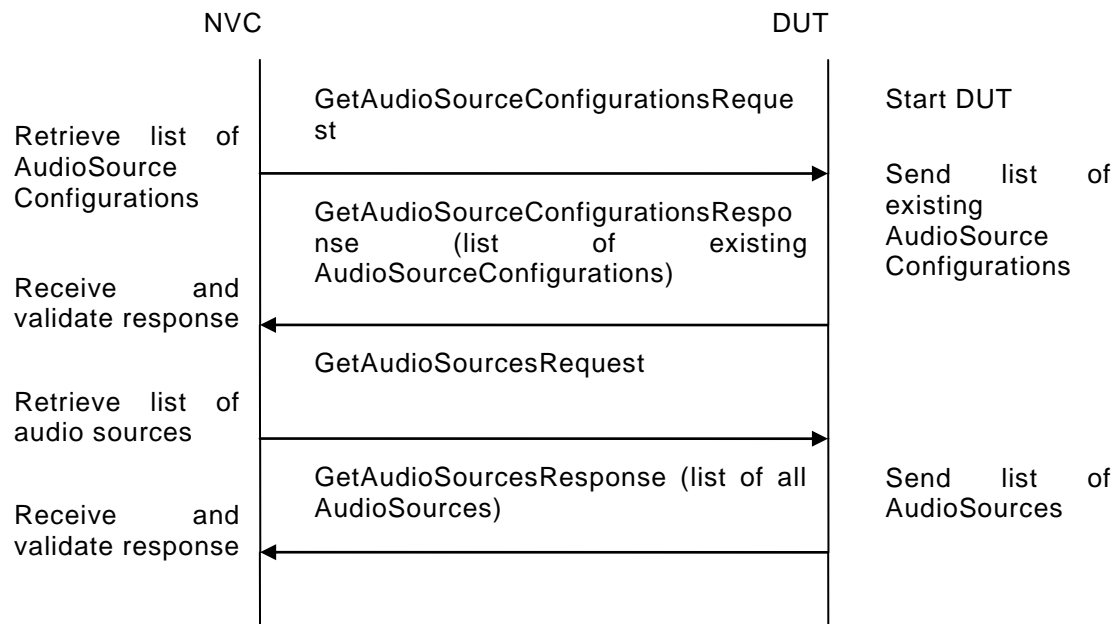 NVC
DUT
GetAudioSourceConfigurationsReque
st
Start DUT
Retrieve list of
AudioSource
Configurations
Send list of
existing
AudioSource
Configurations
GetAudioSourceConfigurationsRespo
nse (list of existing
AudioSourceConfigurations)
Receive and
validate response
GetAudioSourcesRequest
Retrieve list of
audio sources
GetAudioSourcesResponse (list of all
AudioSources)
Send list of
AudioSources
Receive and
validate response